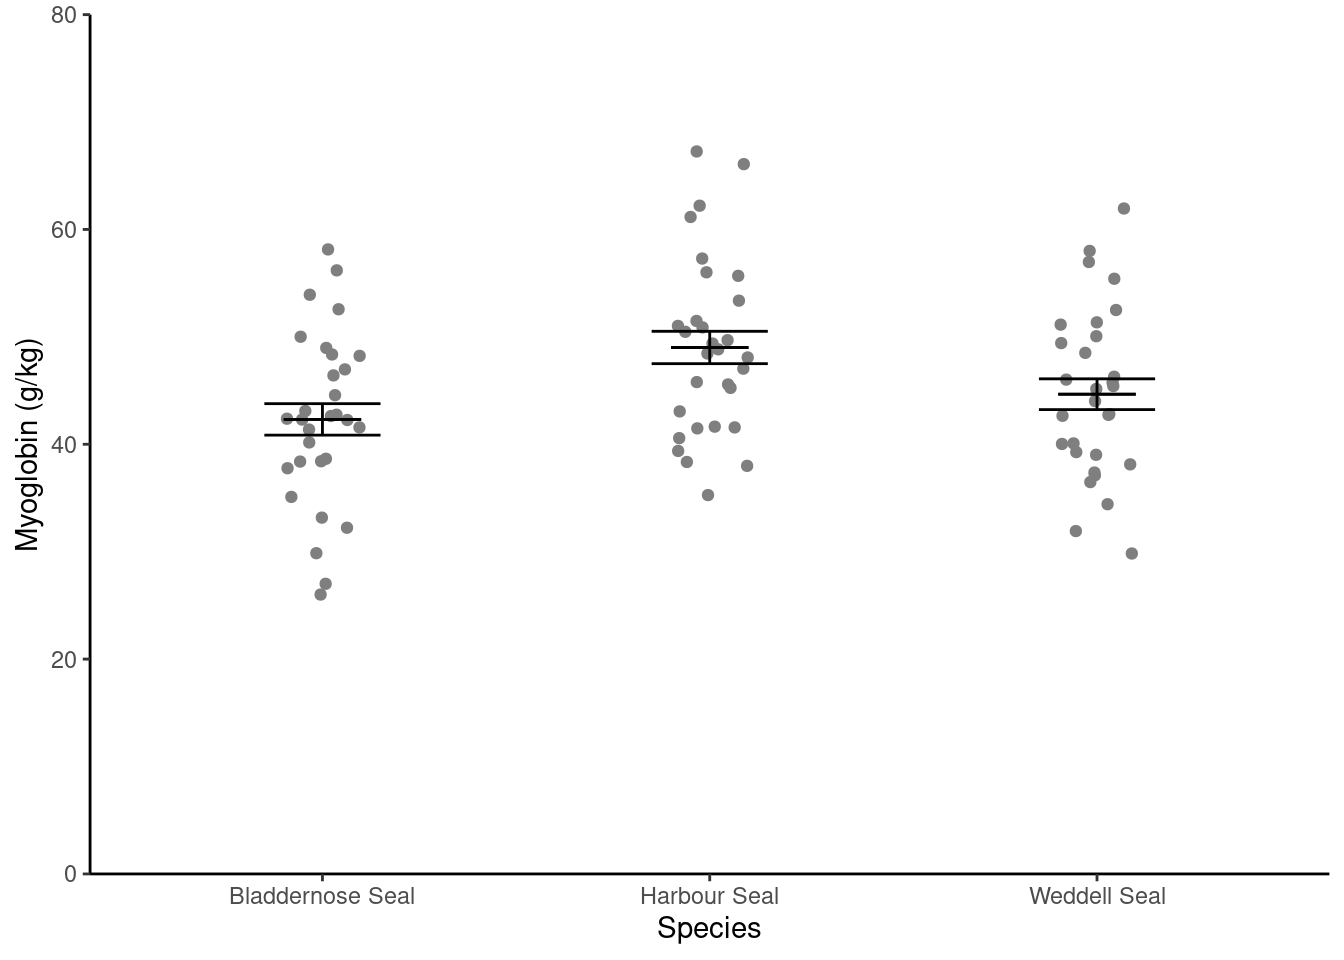 Myoglobin (g/kg)
80
60
40
20
0
Bladdernose Seal
Harbour Seal
Weddell Seal
Species